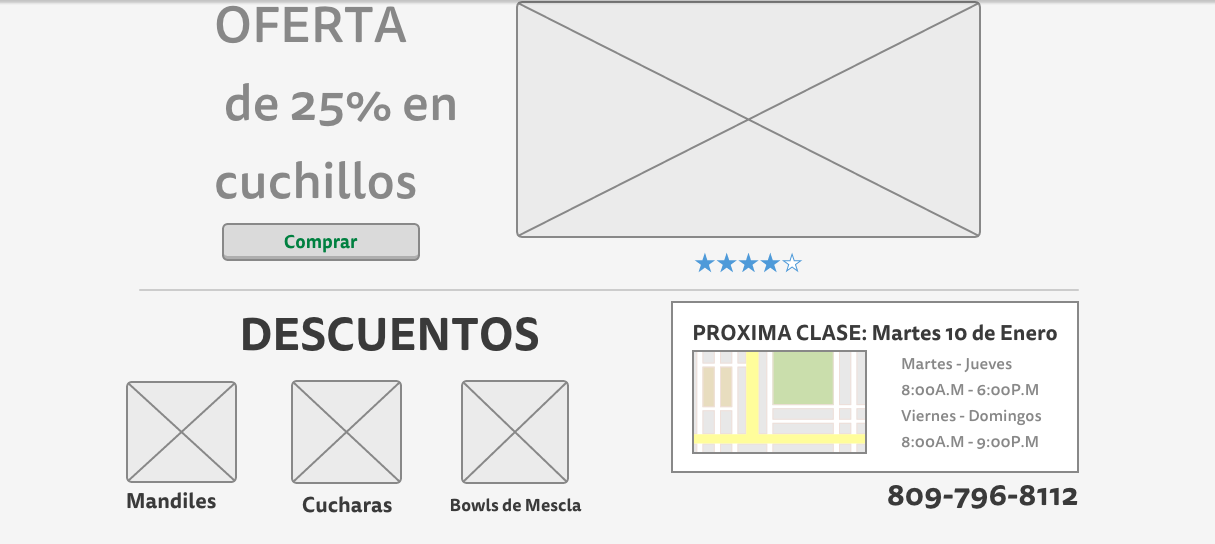 OFERTA
de 25% en
cuchillos
Comprar
DESCUENTOS
Mandiles
Cucharas
Bowls de Mescla
PROXIMA CLASE: Martes 10 de Enero
Martes - Jueves
8:00A.M - 6:00P.M
Viernes - Domingos
8:00A.M - 9:00P.M
809-796-8112